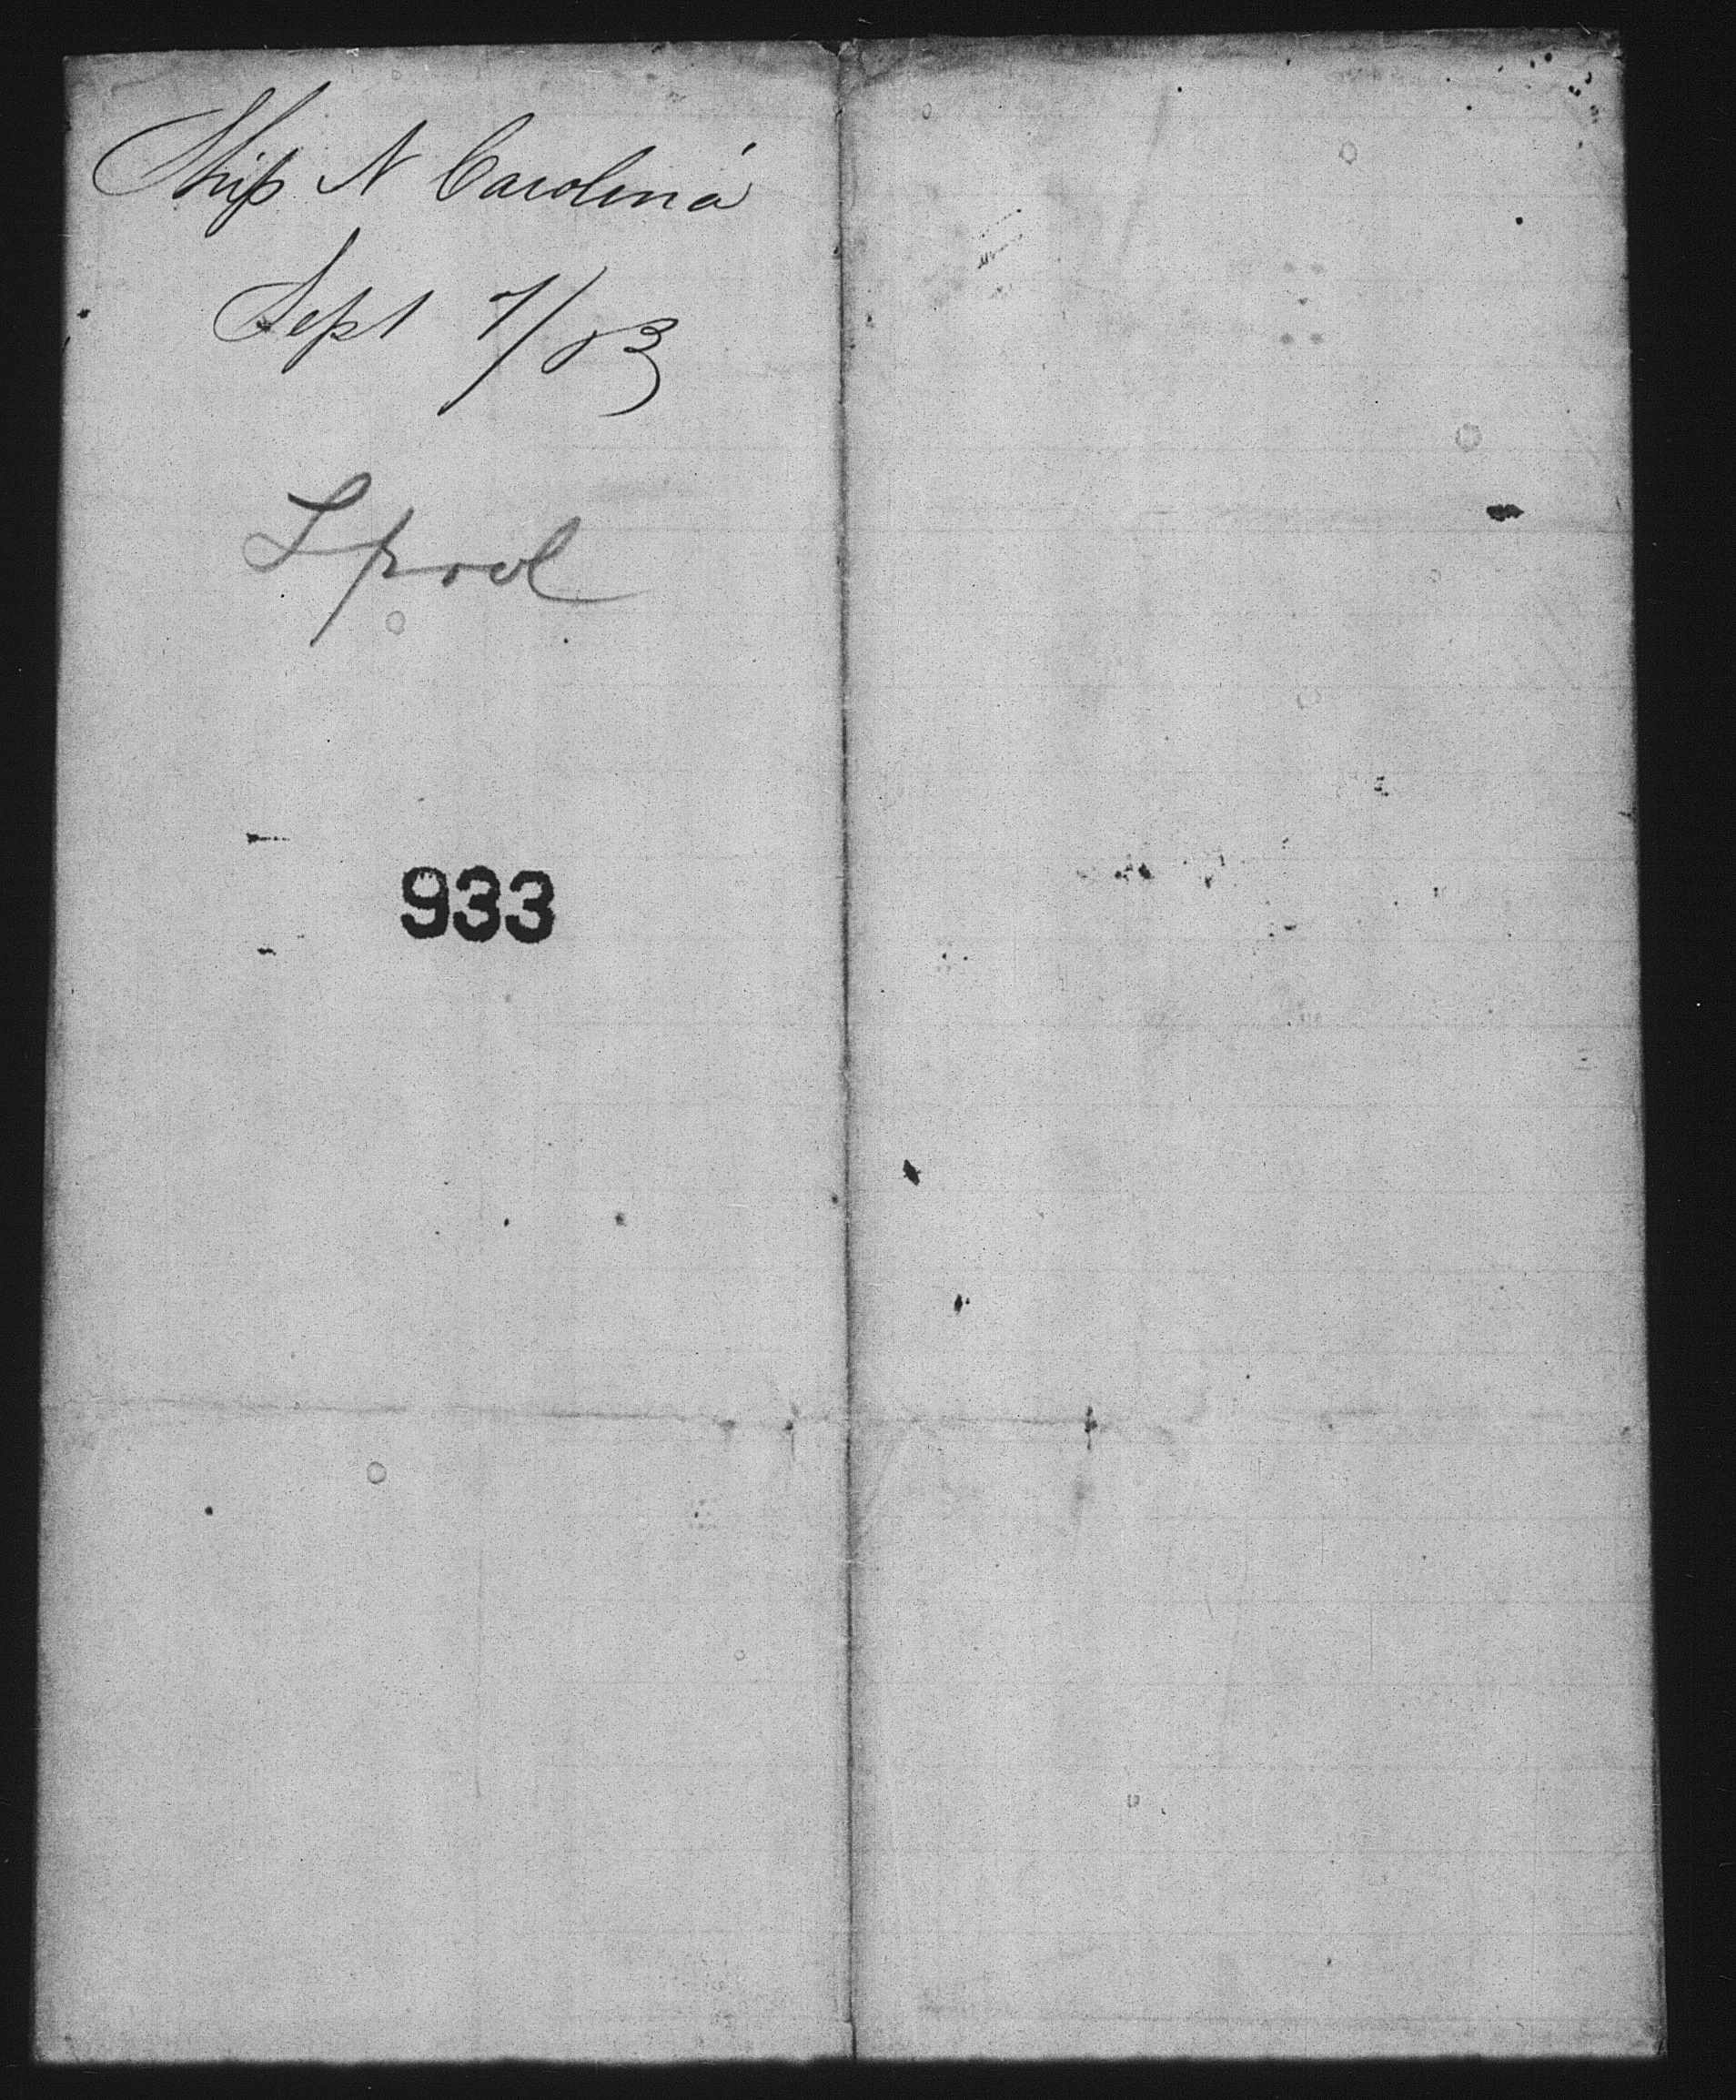 Ship N Carolina
Sept 7/83
Lpool
933